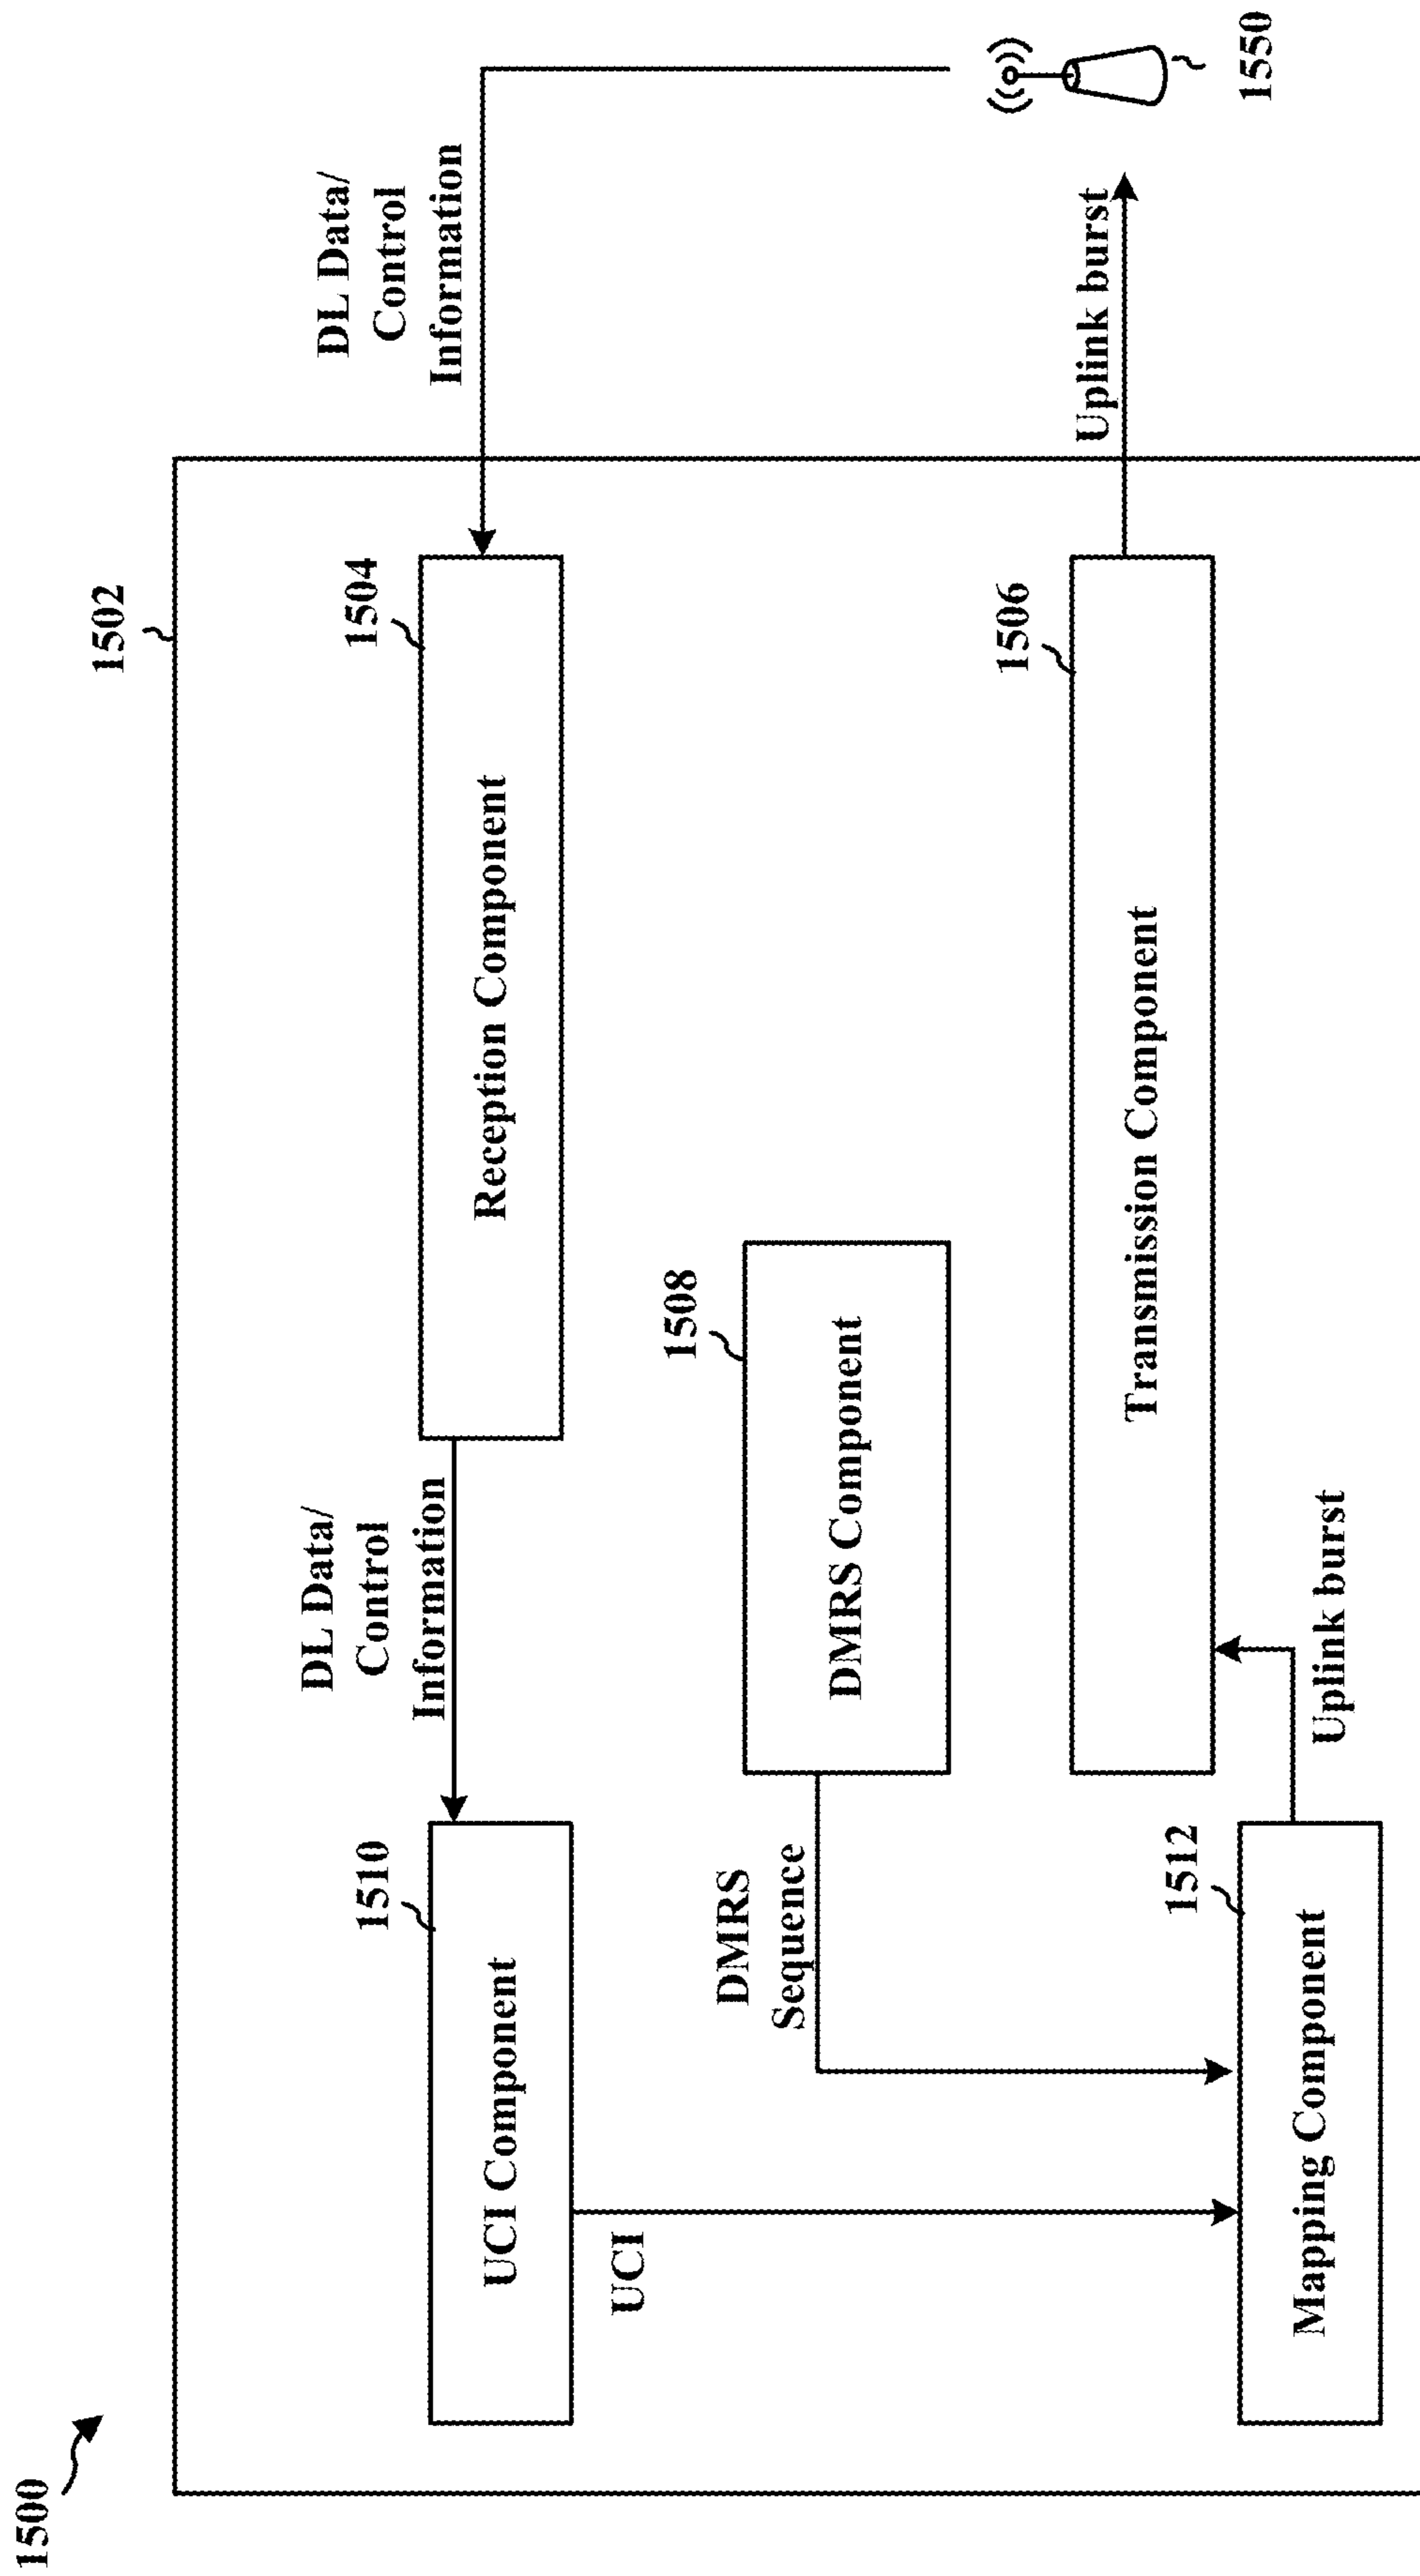 1500
1502
DL Data/
Control
Information
1510
UCI Component
DL Data/
Control
Information
1504
Reception Component
UCI
DMRS
Sequence
1508
DMRS Component
1512
Mapping Component
Uplink burst
1506
Transmission Component
Uplink burst
1550